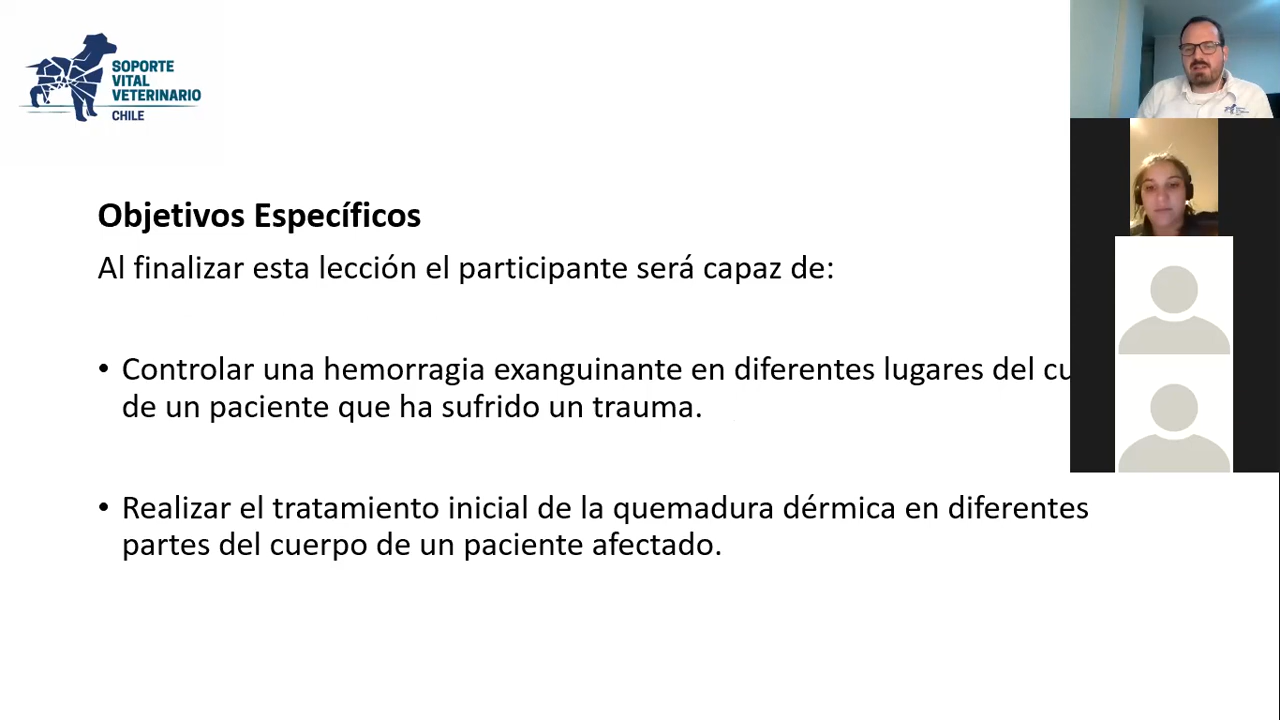 SOPORTE
VITAL
VETERINARIO
CHILE
Objetivos Específicos
Al finalizar esta lección el participante será capaz de:
• Controlar una hemorragia exanguinante en diferentes lugares del cu
de un paciente que ha sufrido un trauma.
• Realizar el tratamiento inicial de la quemadura dérmica en diferentes
partes del cuerpo de un paciente afectado.